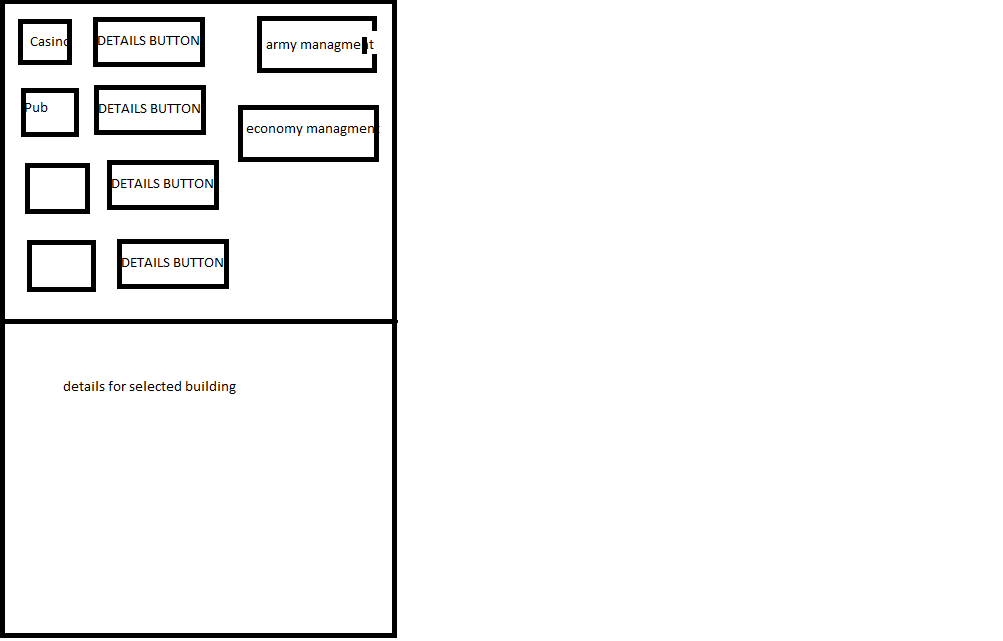 Casino
DETAILS BUTTON
army managment
Pub
DETAILS BUTTON
economy managment
DETAILS BUTTON
DETAILS BUTTON
details for selected building